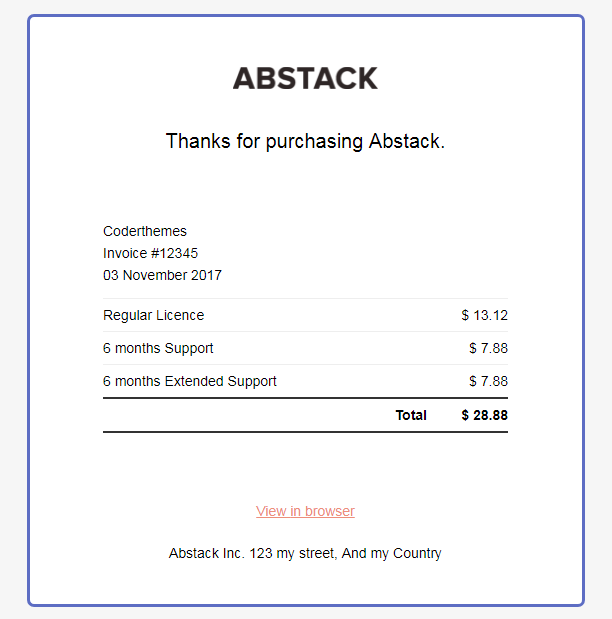 ABSTACK
Thanks for purchasing Abstack.
Coderthemes
Invoice #12345
03 November 2017
Regular Licence $ 13.12
6 months Support $ 7.88
6 months Extended Support $ 7.88
Total $ 28.88
View in browser
Abstack Inc. 123 my street, And my Country